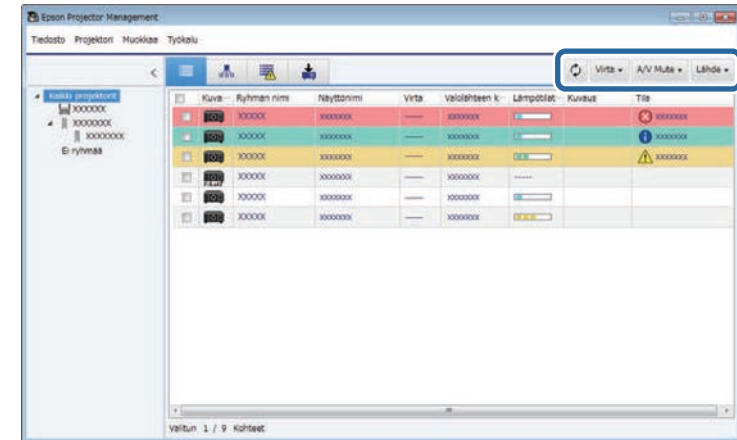 Epson Projector Management
Tiedosto Projektori Muokkaa Työkalu
Virta A/V Mute Lähde
Kaikki projektorit
XXXXXX
XXXXXXX
XXXXXXX
Ei ryhmää
Kuva... Ryhmän nimi Näyttönimi Virta Valolähteen k... Lämpötilat... Kuvaus Tila
XXXXX XXXXXXX ---- XXXXXXX XXXXXXX
XXXXX XXXXXXX ---- XXXXXXX XXXXXXX
XXXXX XXXXXXX ---- XXXXXXX XXXXXXX
XXXXX XXXXXXX ---- XXXXXXX -----
XXXXX XXXXXXX ---- XXXXXXX
XXXXX XXXXXXX ---- XXXXXXX
Valitun 1 / 9 Kohteet